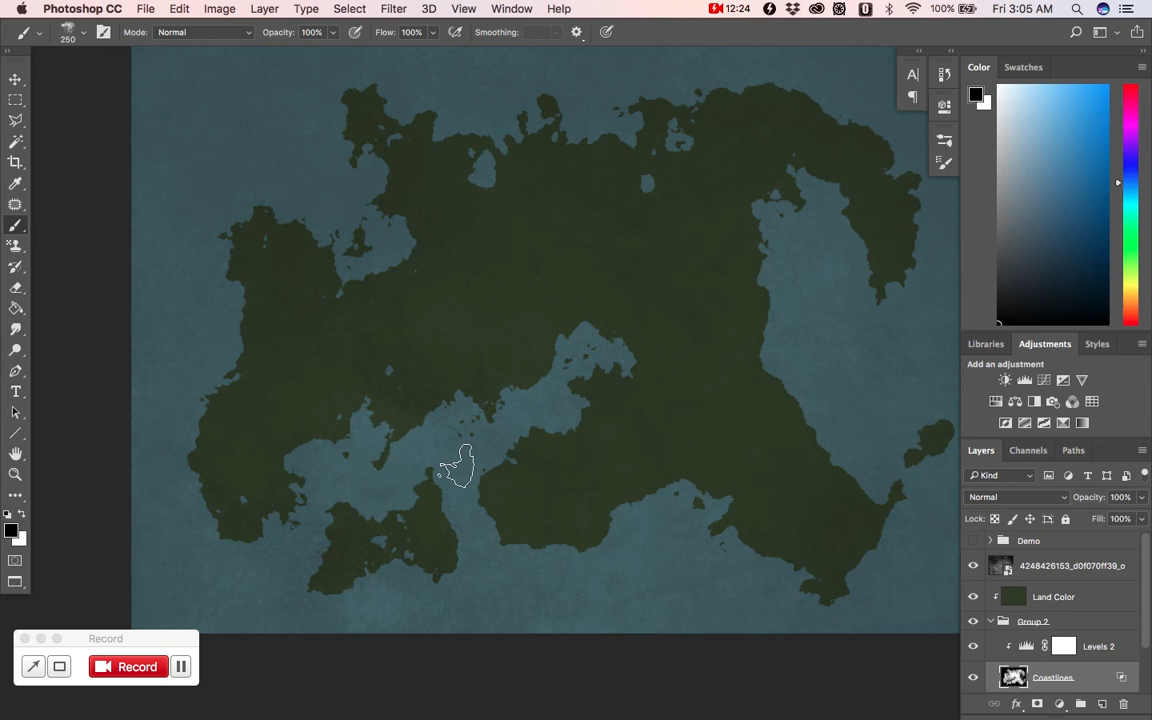 Photoshop CC File Edit Image Layer Type Select Filter 3D View Window Help 12:24 100% Fri 3:05 AM
250 Mode: Normal Opacity: 100% Flow: 100% Smoothing:
Color Swatches
Libraries Adjustments Styles
Add an adjustment
Layers Channels Paths
Kind
Normal Opacity: 100%
Lock: Fill: 100%
Demo
4248426153_d0f070ff39_o
Land Color
Group 2
Levels 2
Coastlines
Record
Record